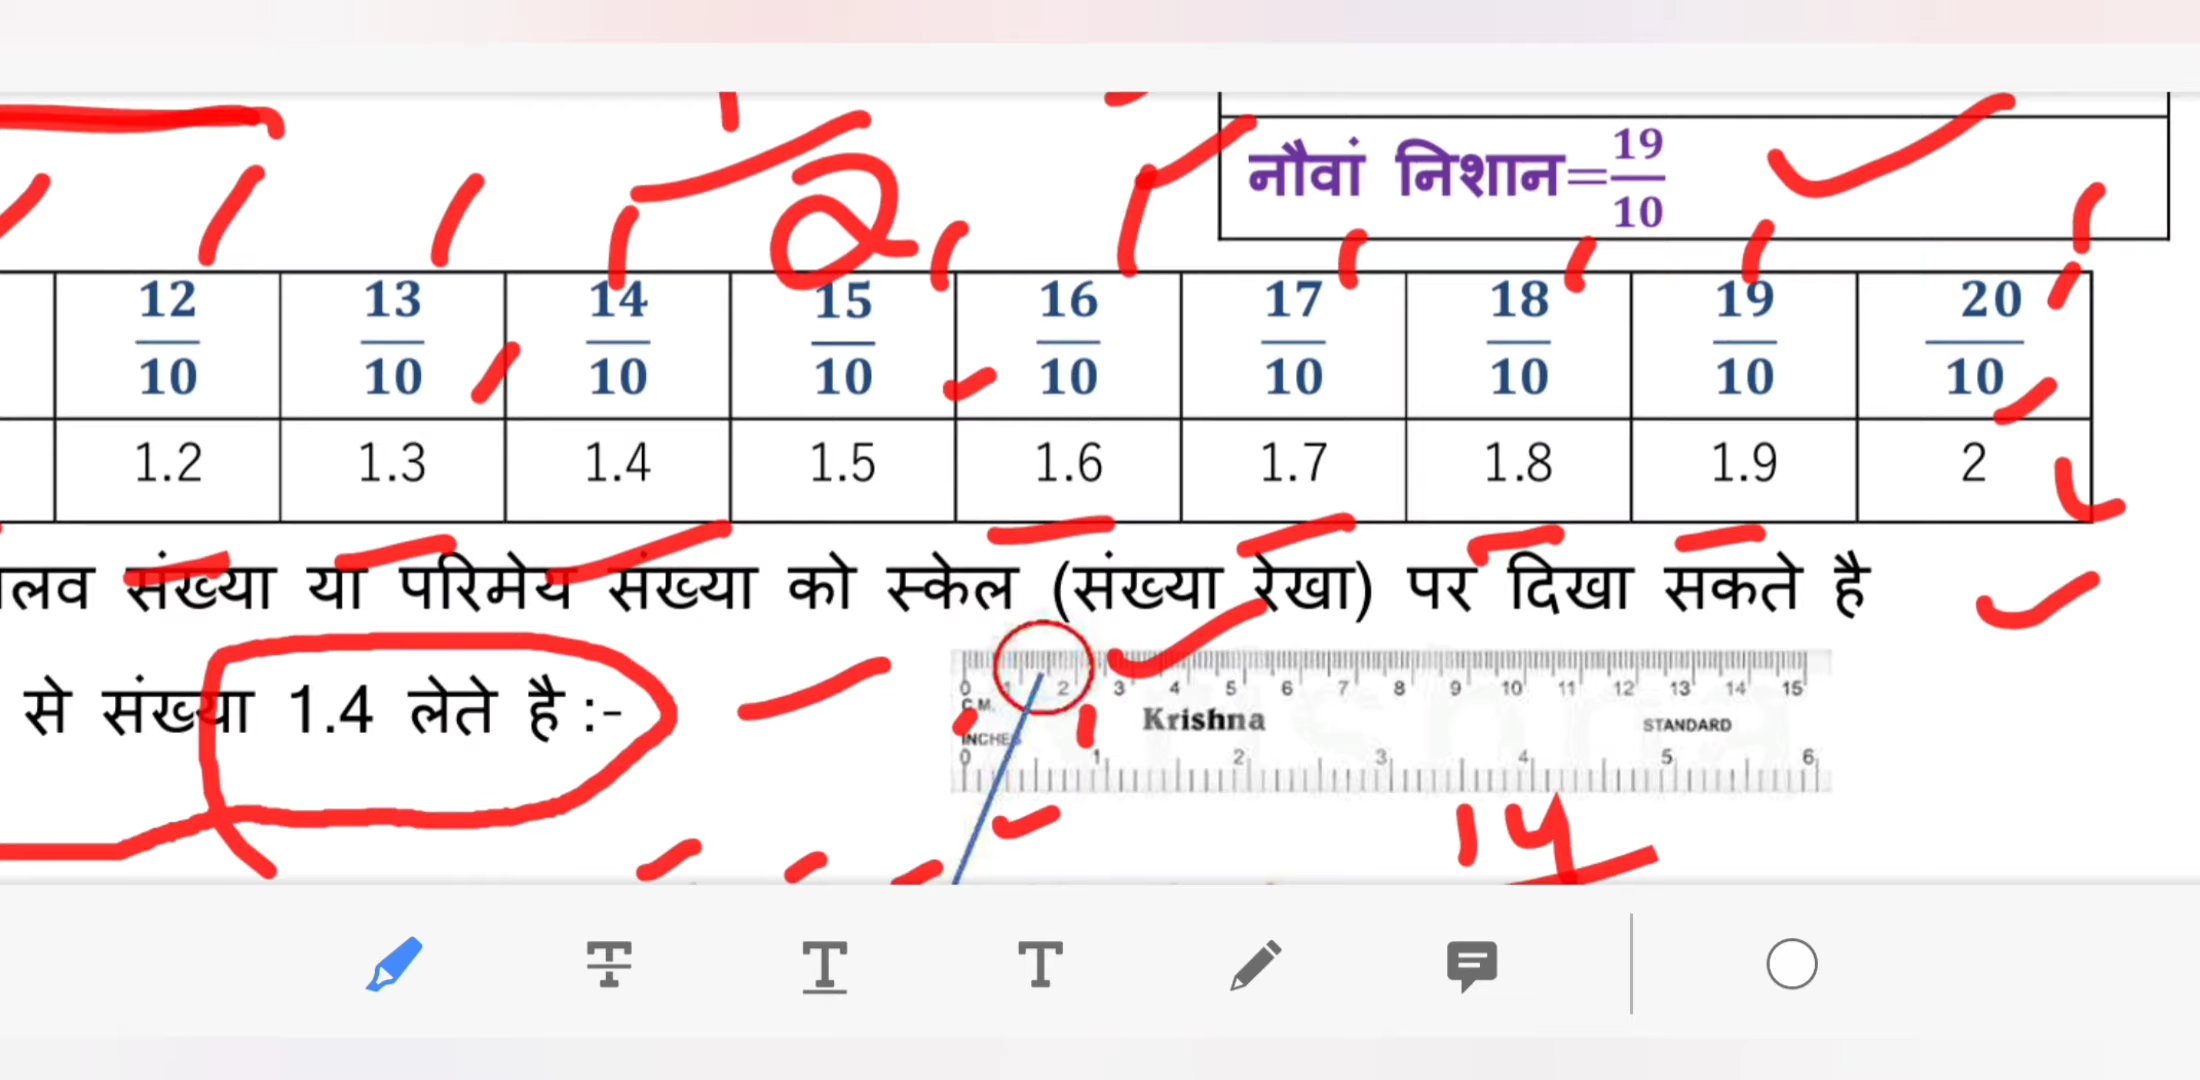 नौवां निशान=19/10
2
12/10 13/10 14/10 15/10 16/10 17/10 18/10 19/10 20/10
1.2 1.3 1.4 1.5 1.6 1.7 1.8 1.9 2
संख्या या परिमेय संख्या को स्केल (संख्या रेखा) पर दिखा सकते है
से संख्या 1.4 लेते है :-
0 1 2 3 4 5 6 7 8 9 10 11 12 13 14 15
C.M.
Krishna STANDARD
INCHES
0 1 2 3 4 5 6
14